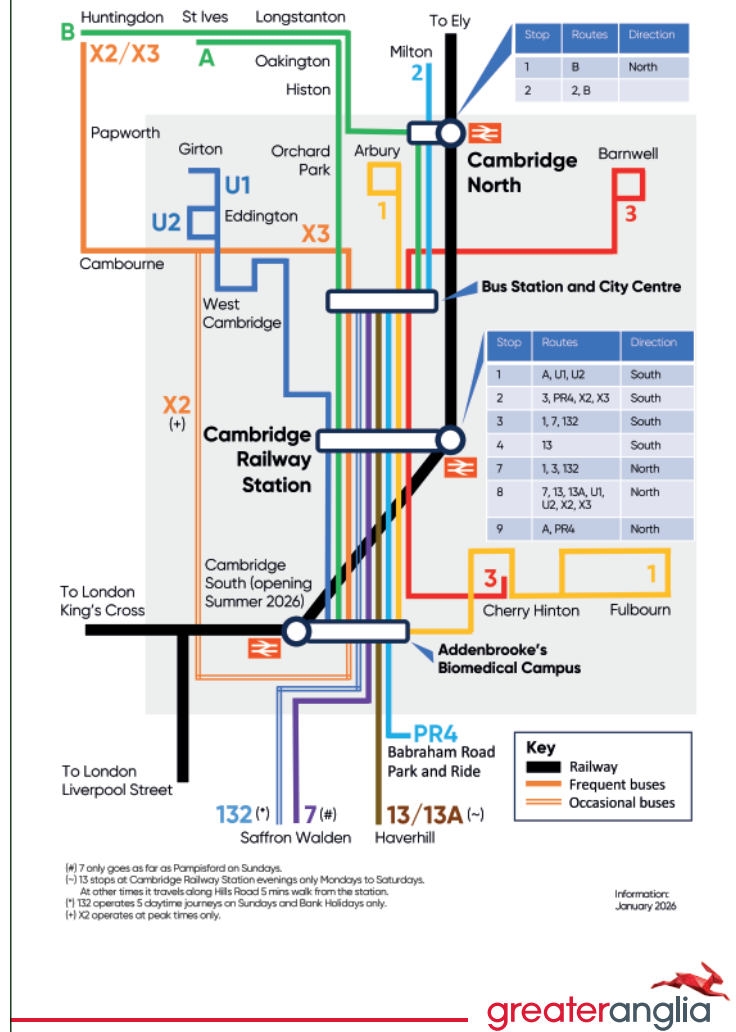 Huntingdon
St Ives
Longstanton
To Ely
B
X2/X3
A
Oakington
Histon
Milton
2
Stop Routes Direction
1 B North
2 2, B
Papworth
Girton
Orchard
Park
Arbury
Cambridge
North
Barnwell
U1
U2
Eddington
X3
1
3
Cambourne
West
Cambridge
Bus Station and City Centre
Stop Routes Direction
1 A, U1, U2 South
2 3, PR4, X2, X3 South
3 1, 7, 132 South
4 13 South
7 1, 3, 132 North
8 7, 13, 13A, U1, North
U2, X2, X3
9 A, PR4 North
X2
(+)
Cambridge
Railway
Station
Cambridge
South (opening
Summer 2026)
To London
King's Cross
3
1
Cherry Hinton
Fulbourn
Addenbrooke's
Biomedical Campus
PR4
Babraham Road
Park and Ride
To London
Liverpool Street
Key
Railway
Frequent buses
Occasional buses
132 (*)
7 (#)
13/13A (~)
Saffron Walden
Haverhill
(#) 7 only goes as far as Pampisford on Sundays.
(~) 13 stops at Cambridge Railway Station evenings only Mondays to Saturdays.
At other times it travels along Hills Road 5 mins walk from the station.
(*) 132 operates 5 daytime journeys on Sundays and Bank Holidays only.
(+) X2 operates at peak times only.
Information:
January 2026
greateranglia